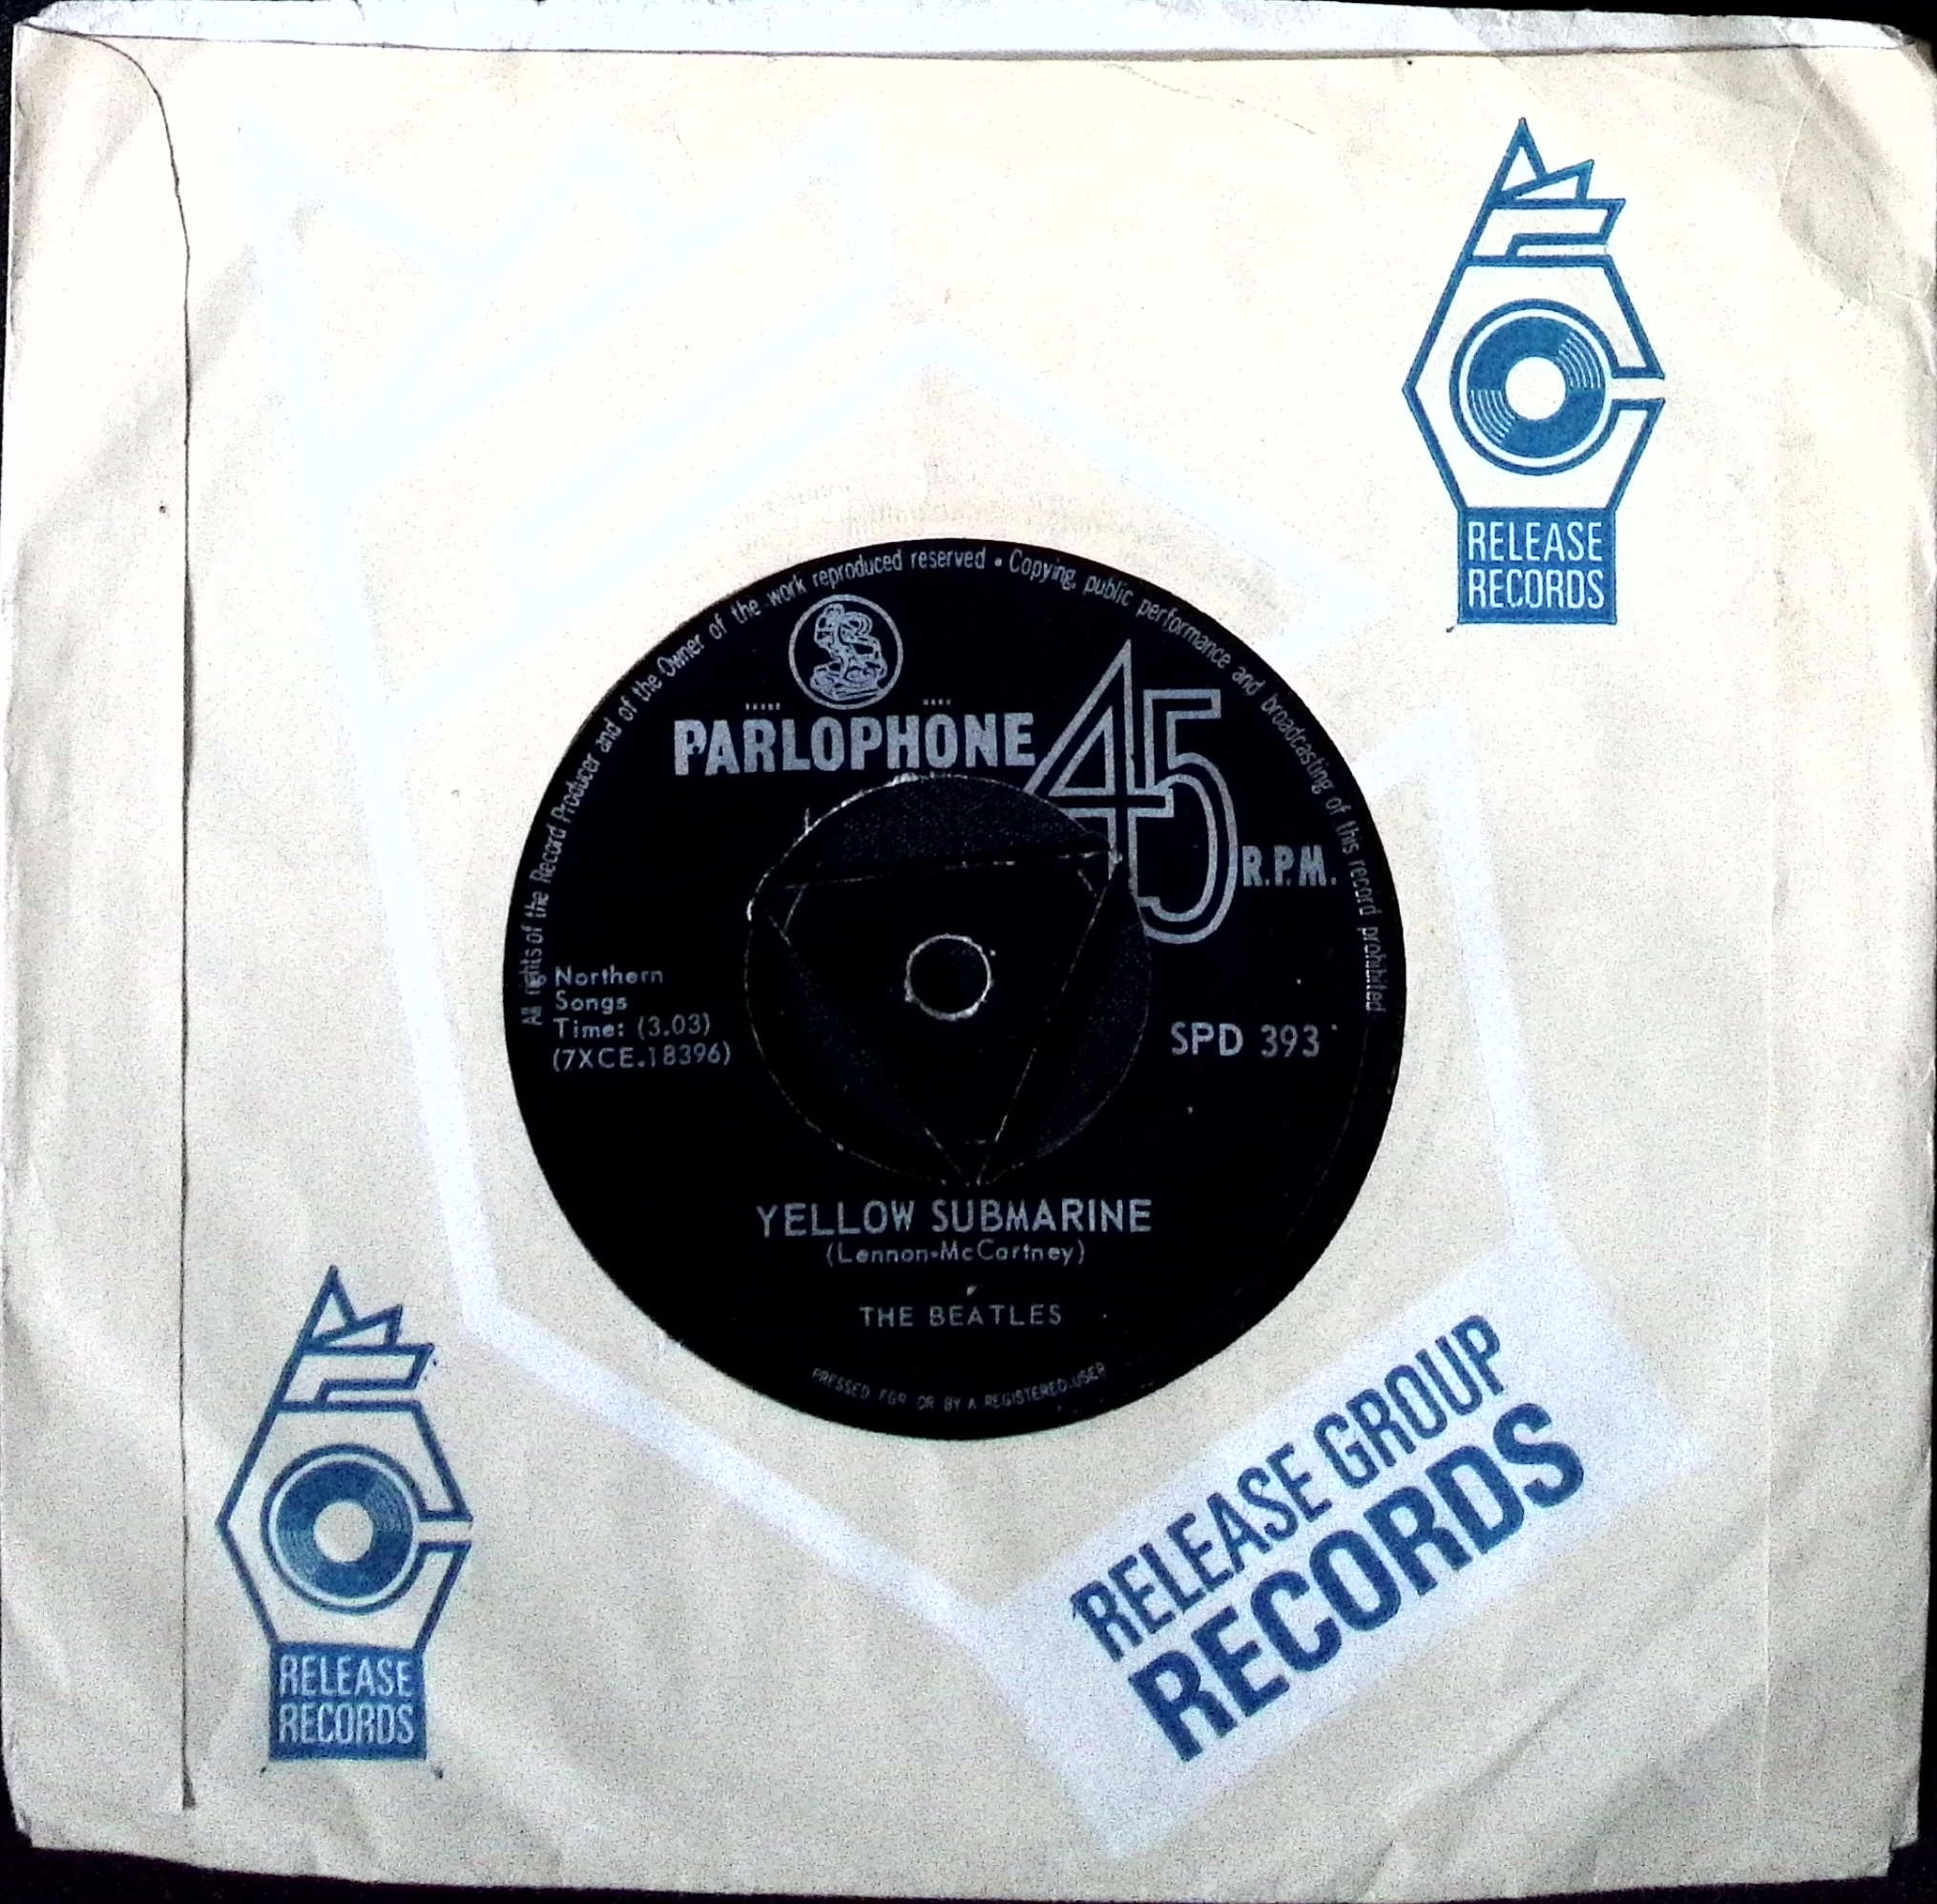 RELEASE
RECORDS
All rights of the Record Producer and of the Owner of the work reproduced reserved • Copying, public performance and broadcasting of this record prohibited
PARLOPHONE
45
R.P.M.
Northern
Songs
Time: (3.03)
(7XCE.18396)
SPD 393
YELLOW SUBMARINE
(Lennon-McCartney)
THE BEATLES
PRESSED FOR OR BY A REGISTERED USER
RELEASE
RECORDS
RELEASE GROUP
RECORDS